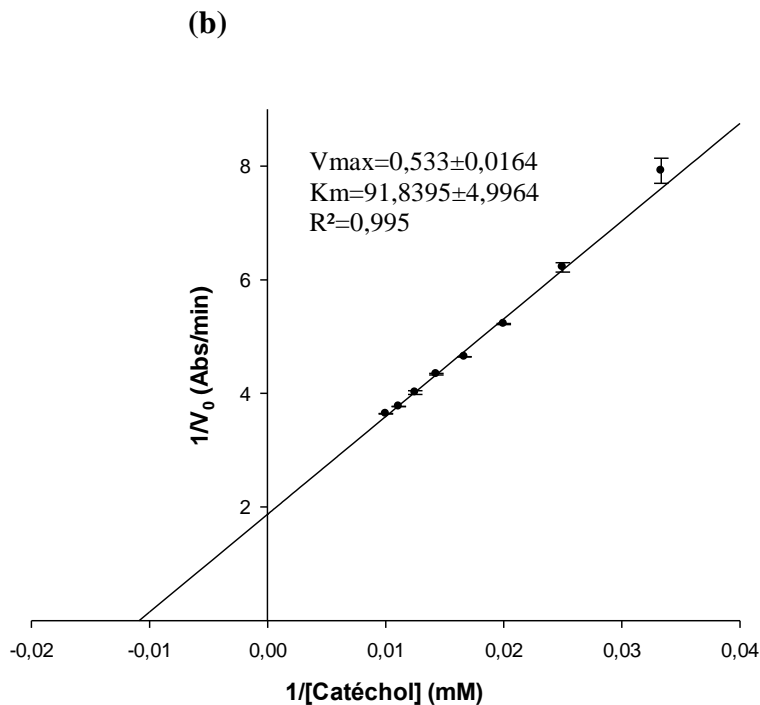 (b)
Vmax=0,533±0,0164
Km=91,8395±4,9964
R²=0,995
8
6
4
2
1/V₀ (Abs/min)
-0,02 -0,01 0,00 0,01 0,02 0,03 0,04
1/[Catéchol] (mM)